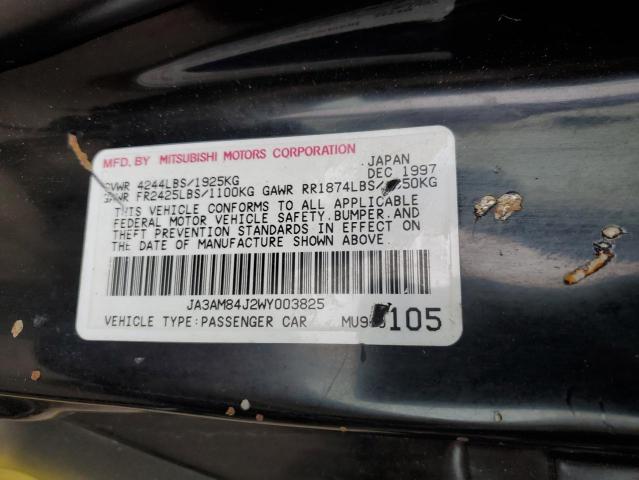 MFD. BY MITSUBISHI MOTORS CORPORATION JAPAN
GVWR 4244LBS/1925KG DEC 1997
GAWR FR2425LBS/1100KG GAWR RR1874LBS/ 50KG
THIS VEHICLE CONFORMS TO ALL APPLICABLE
FEDERAL MOTOR VEHICLE SAFETY, BUMPER, AND
THEFT PREVENTION STANDARDS IN EFFECT ON
THE DATE OF MANUFACTURE SHOWN ABOVE.
JA3AM84J2WY003825
VEHICLE TYPE:PASSENGER CAR MU9 105